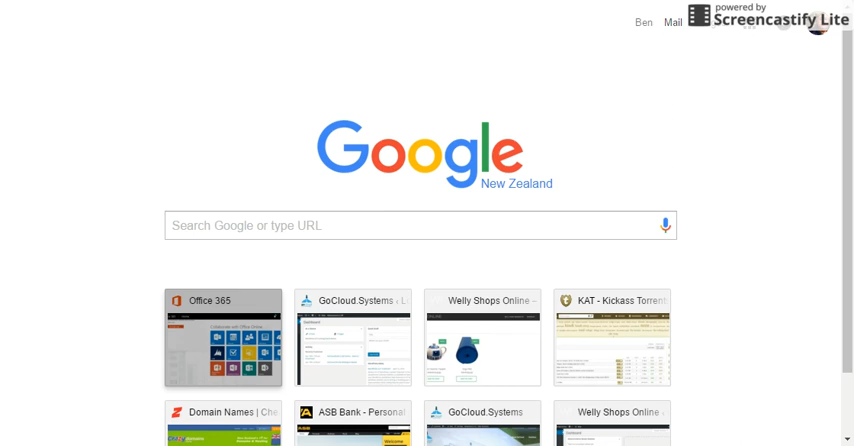 powered by
Screencastify Lite
Ben Mail
Google
New Zealand
Search Google or type URL
Office 365
GoCloud.Systems
Welly Shops Online –
KAT - Kickass Torrent
Domain Names | Che
ASB Bank - Personal
GoCloud.Systems
Welly Shops Online